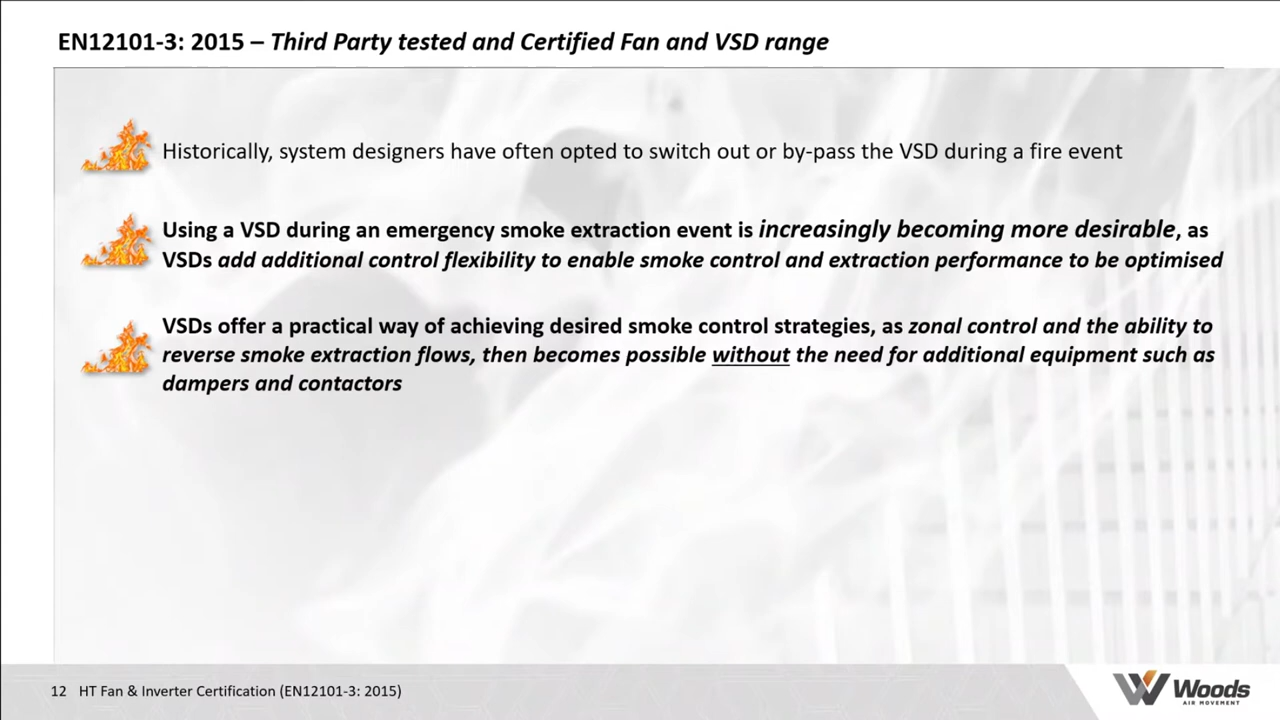 EN12101-3: 2015 – Third Party tested and Certified Fan and VSD range
Historically, system designers have often opted to switch out or by-pass the VSD during a fire event
Using a VSD during an emergency smoke extraction event is increasingly becoming more desirable, as
VSDs add additional control flexibility to enable smoke control and extraction performance to be optimised
VSDs offer a practical way of achieving desired smoke control strategies, as zonal control and the ability to
reverse smoke extraction flows, then becomes possible without the need for additional equipment such as
dampers and contactors
12 HT Fan & Inverter Certification (EN12101-3: 2015)
Woods
AIR MOVEMENT